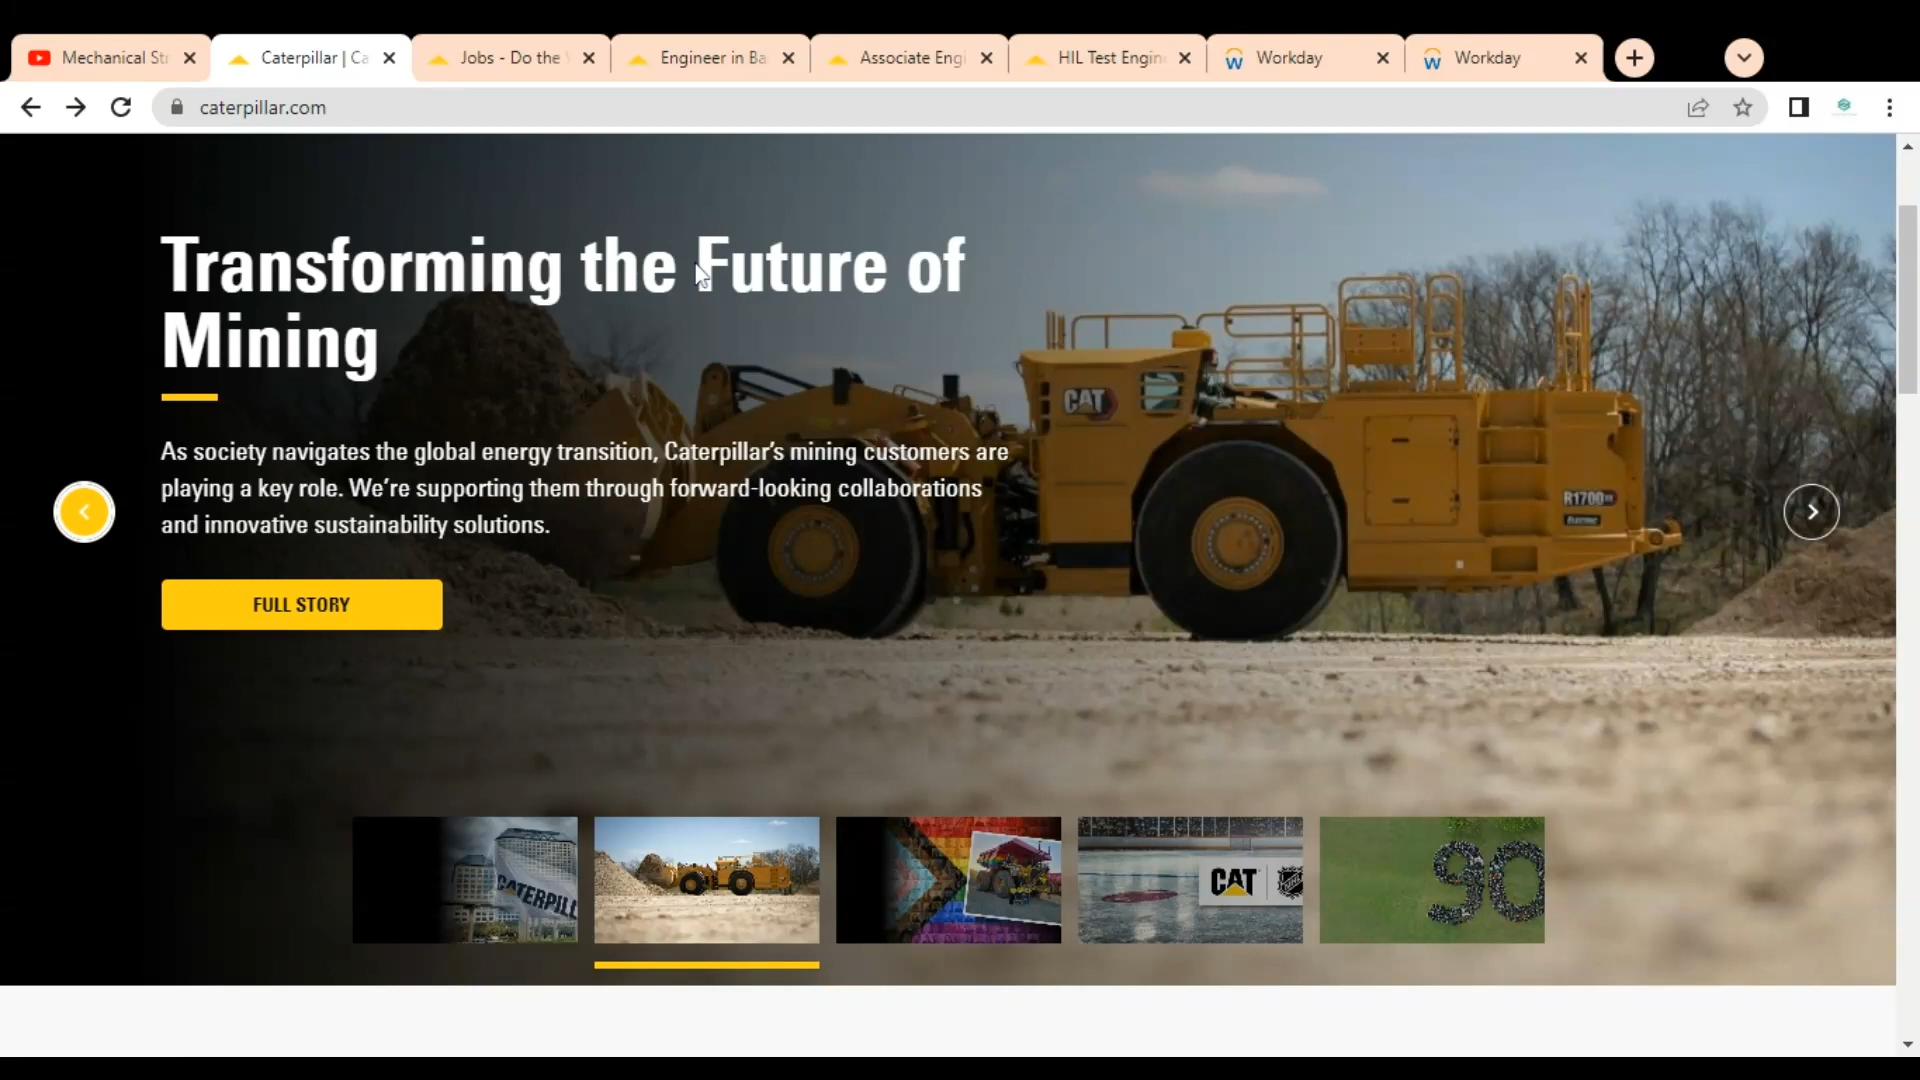 Mechanical St
Caterpillar | Ca
Jobs - Do the
Engineer in Ba
Associate Engi
HIL Test Engin
Workday
Workday
caterpillar.com
Transforming the Future of
Mining
As society navigates the global energy transition, Caterpillar's mining customers are
playing a key role. We're supporting them through forward-looking collaborations
and innovative sustainability solutions.
FULL STORY
CAT
R1700
CATERPILL
CAT
90